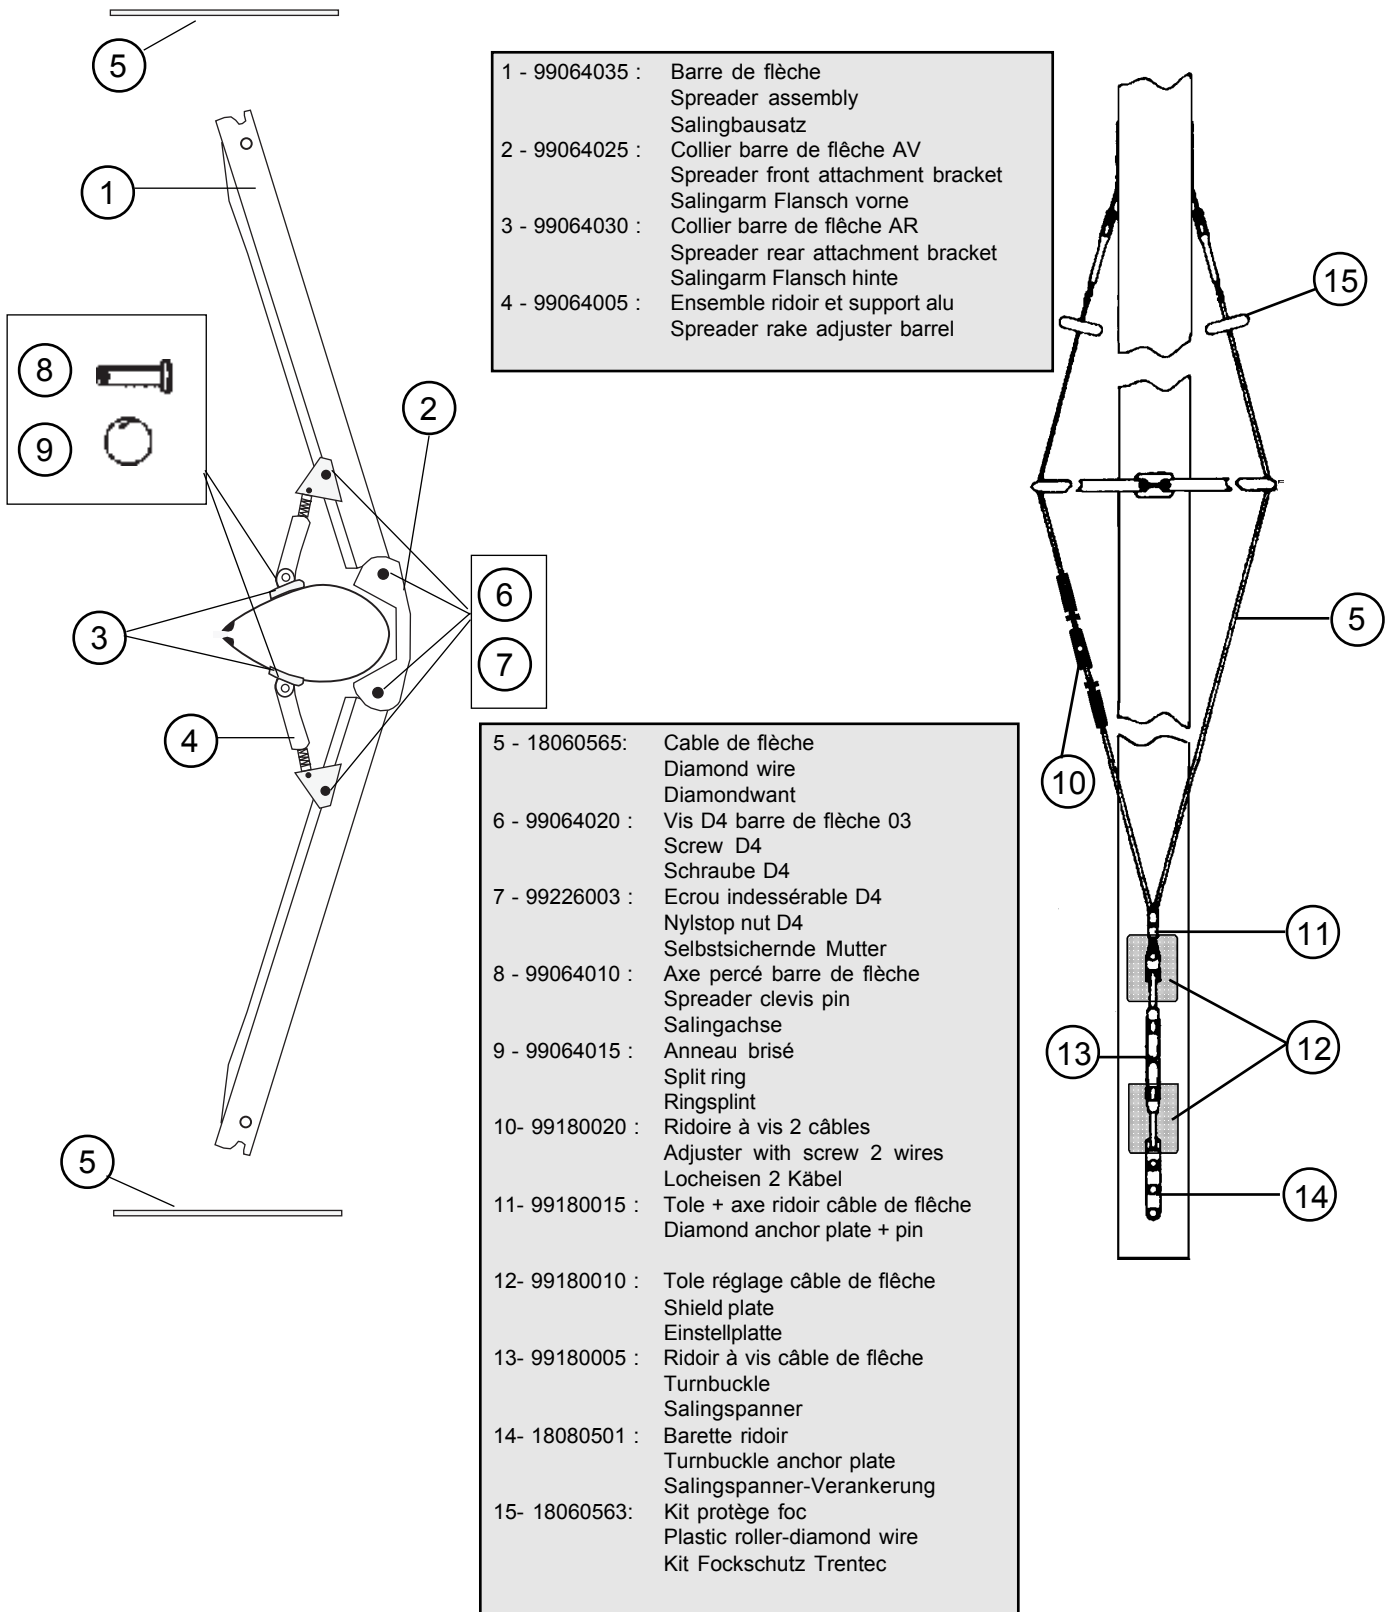 5
1
8
9
2
3
4
6
7
5
1 - 99064035 : Barre de flèche
Spreader assembly
Salingbausatz
2 - 99064025 : Collier barre de flêche AV
Spreader front attachment bracket
Salingarm Flansch vorne
3 - 99064030 : Collier barre de flêche AR
Spreader rear attachment bracket
Salingarm Flansch hinte
4 - 99064005 : Ensemble ridoir et support alu
Spreader rake adjuster barrel
5 - 18060565: Cable de flèche
Diamond wire
Diamondwant
6 - 99064020 : Vis D4 barre de flèche 03
Screw D4
Schraube D4
7 - 99226003 : Ecrou indessérable D4
Nylstop nut D4
Selbstsichernde Mutter
8 - 99064010 : Axe percé barre de flèche
Spreader clevis pin
Salingachse
9 - 99064015 : Anneau brisé
Split ring
Ringsplint
10- 99180020 : Ridoire à vis 2 câbles
Adjuster with screw 2 wires
Locheisen 2 Käbel
11- 99180015 : Tole + axe ridoir câble de flêche
Diamond anchor plate + pin
12- 99180010 : Tole réglage câble de flêche
Shield plate
Einstellplatte
13- 99180005 : Ridoir à vis câble de flêche
Turnbuckle
Salingspanner
14- 18080501 : Barette ridoir
Turnbuckle anchor plate
Salingspanner-Verankerung
15- 18060563: Kit protège foc
Plastic roller-diamond wire
Kit Fockschutz Trentec
15
5
10
11
12
13
14